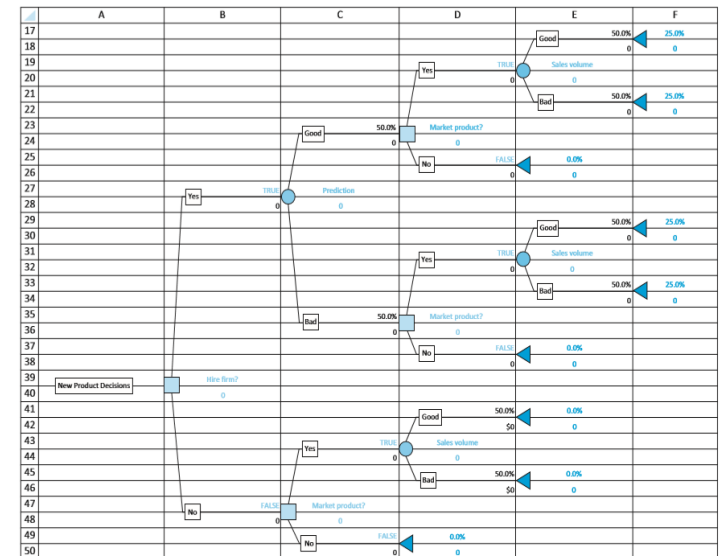 A B C D E F
17 50.0% 25.0%
Good
18 0 0
19 TRUE Sales volume
Yes
20 0 0
21 50.0% 25.0%
Bad
22 0 0
23 50.0% Market product?
Good
24 0 0
25 FALSE 0.0%
No
26 0 0
27 TRUE Prediction
Yes
28 0 0
29 50.0% 25.0%
Good
30 0 0
31 TRUE Sales volume
Yes
32 0 0
33 50.0% 25.0%
Bad
34 0 0
35 50.0% Market product?
Bad
36 0 0
37 FALSE 0.0%
No
38 0 0
39 Hire firm?
New Product Decisions
40 0
41 50.0% 0.0%
Good
42 $0 0
43 TRUE Sales volume
Yes
44 0 0
45 50.0% 0.0%
Bad
46 $0 0
47 FALSE Market product?
No
48 0 0
49 FALSE 0.0%
No
50 0 0